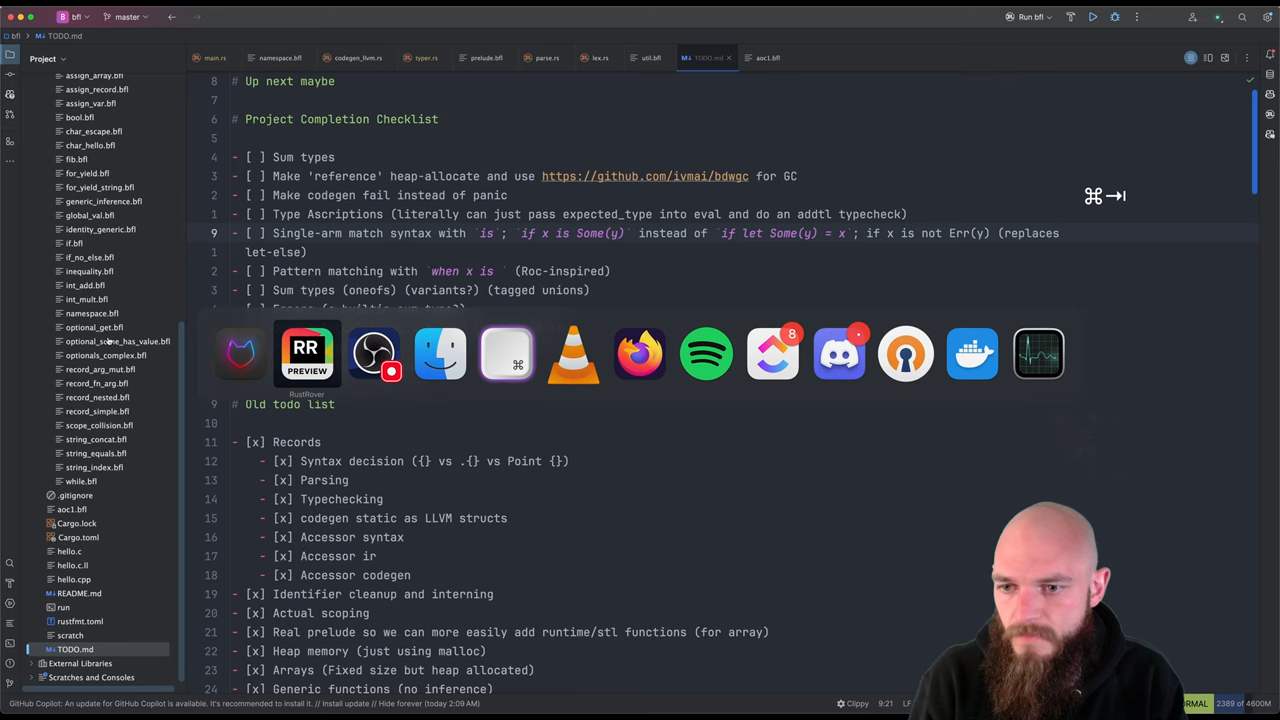 B bfl
master
Run bfl
bfl > TODO.md
Project
main.rs
namespace.bfl
codegen_llvm.rs
typer.rs
prelude.bfl
parse.rs
lex.rs
util.bfl
TODO.md
aoc1.bfl
assign_array.bfl
assign_record.bfl
assign_var.bfl
bool.bfl
char_escape.bfl
char_hello.bfl
fib.bfl
for_yield.bfl
for_yield_string.bfl
generic_inference.bfl
global_val.bfl
identity_generic.bfl
if.bfl
if_no_else.bfl
inequality.bfl
int_add.bfl
int_mult.bfl
namespace.bfl
optional_get.bfl
optional_some_has_value.bfl
optionals_complex.bfl
record_arg_mut.bfl
record_fn_arg.bfl
record_nested.bfl
record_simple.bfl
scope_collision.bfl
string_concat.bfl
string_equals.bfl
string_index.bfl
while.bfl
.gitignore
aoc1.bfl
Cargo.lock
Cargo.toml
hello.c
hello.c.ll
hello.cpp
README.md
run
rustfmt.toml
scratch
TODO.md
External Libraries
Scratches and Consoles
8 # Up next maybe
7
6 # Project Completion Checklist
5
4 - [ ] Sum types
3 - [ ] Make 'reference' heap-allocate and use https://github.com/ivmai/bdwgc for GC
2 - [ ] Make codegen fail instead of panic
1 - [ ] Type Ascriptions (literally can just pass expected_type into eval and do an addtl typecheck)
9 - [ ] Single-arm match syntax with `is`; `if x is Some(y)` instead of `if let Some(y) = x`; if x is not Err(y) (replaces
1 let-else)
2 - [ ] Pattern matching with `when x is ` (Roc-inspired)
3 - [ ] Sum types (oneofs) (variants?) (tagged unions)
RR
PREVIEW
⌘
8
RustRover
⌘⇥
9 # Old todo list
10
11 - [x] Records
12 - [x] Syntax decision ({} vs .{} vs Point {})
13 - [x] Parsing
14 - [x] Typechecking
15 - [x] codegen static as LLVM structs
16 - [x] Accessor syntax
17 - [x] Accessor ir
18 - [x] Accessor codegen
19 - [x] Identifier cleanup and interning
20 - [x] Actual scoping
21 - [x] Real prelude so we can more easily add runtime/stl functions (for array)
22 - [x] Heap memory (just using malloc)
23 - [x] Arrays (Fixed size but heap allocated)
24 - [x] Generic functions (no inference)
GitHub Copilot: An update for GitHub Copilot is available. It's recommended to install it. // Install update // Hide forever (today 2:09 AM)
Clippy
9:21
LF
NORMAL
2389 of 4600M